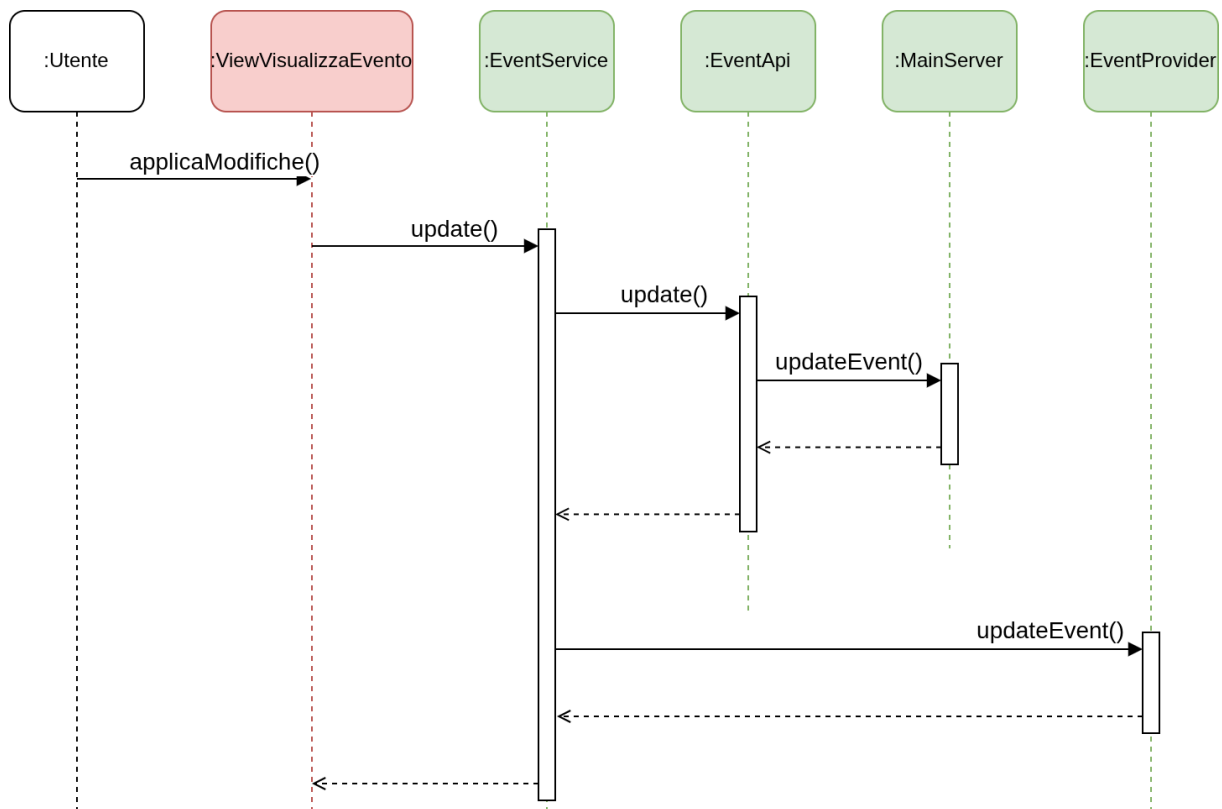 :Utente
:ViewVisualizzaEvento
:EventService
:EventApi
:MainServer
:EventProvider
applicaModifiche()
update()
update()
updateEvent()
updateEvent()